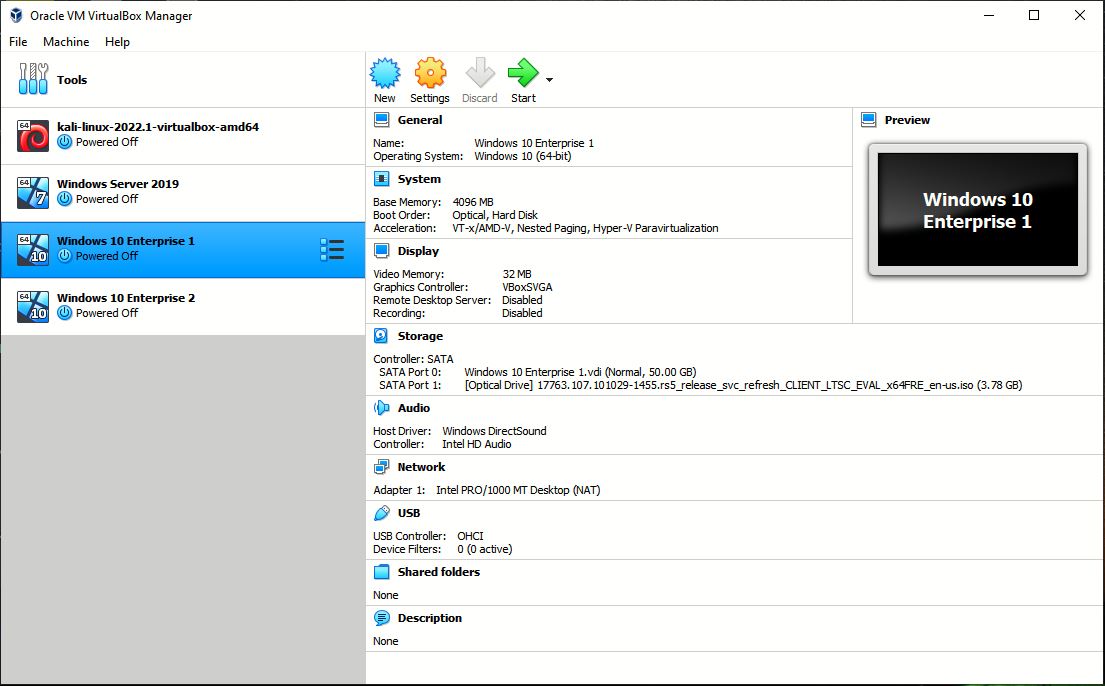 Oracle VM VirtualBox Manager
File Machine Help
Tools
New Settings Discard Start
64
kali-linux-2022.1-virtualbox-amd64
Powered Off
64
7
Windows Server 2019
Powered Off
64
10
Windows 10 Enterprise 1
Powered Off
64
10
Windows 10 Enterprise 2
Powered Off
General
Name: Windows 10 Enterprise 1
Operating System: Windows 10 (64-bit)
System
Base Memory: 4096 MB
Boot Order: Optical, Hard Disk
Acceleration: VT-x/AMD-V, Nested Paging, Hyper-V Paravirtualization
Display
Video Memory: 32 MB
Graphics Controller: VBoxSVGA
Remote Desktop Server: Disabled
Recording: Disabled
Preview
Windows 10
Enterprise 1
Storage
Controller: SATA
SATA Port 0: Windows 10 Enterprise 1.vdi (Normal, 50.00 GB)
SATA Port 1: [Optical Drive] 17763.107.101029-1455.rs5_release_svc_refresh_CLIENT_LTSC_EVAL_x64FRE_en-us.iso (3.78 GB)
Audio
Host Driver: Windows DirectSound
Controller: Intel HD Audio
Network
Adapter 1: Intel PRO/1000 MT Desktop (NAT)
USB
USB Controller: OHCI
Device Filters: 0 (0 active)
Shared folders
None
Description
None